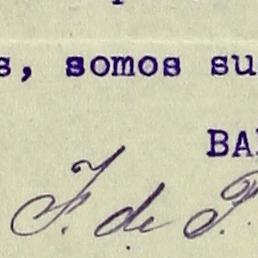 s, somos su
BA
F. de P.